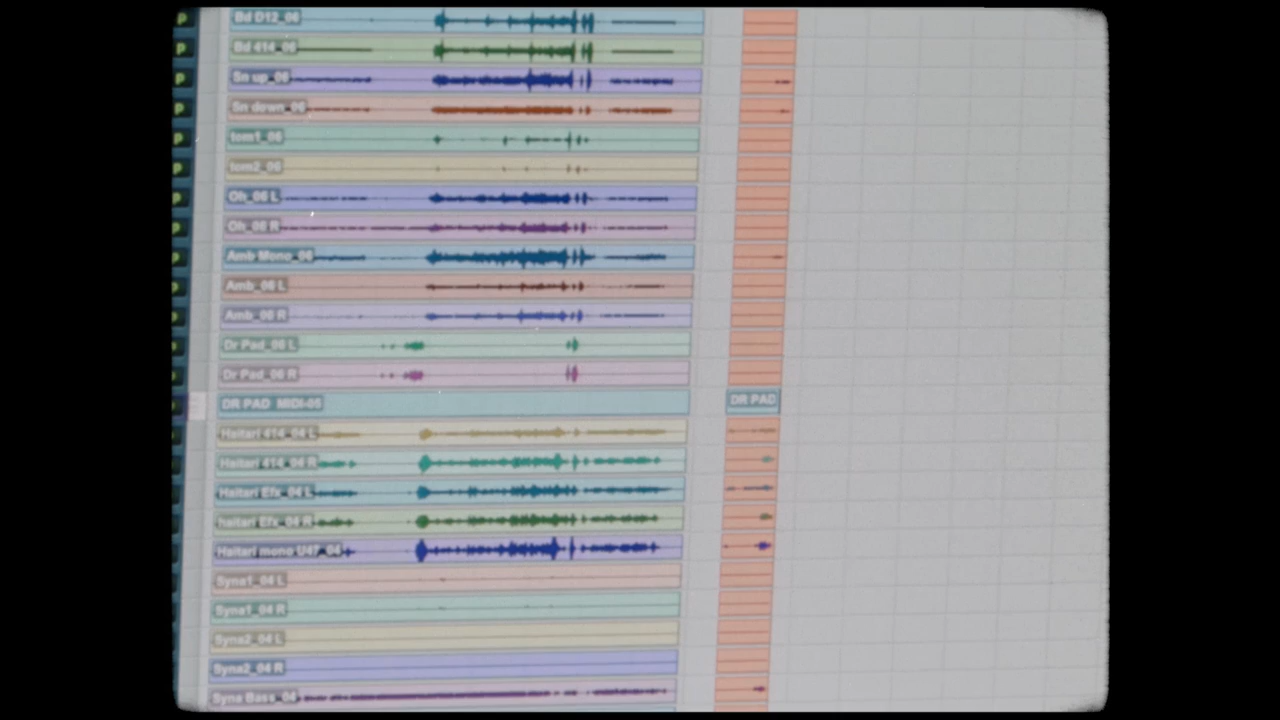 P Bd D12_06
P Bd 414_06
P Sn up_06
P Sn down_06
P tom1_06
P tom2_06
P Oh_06 L
P Oh_06 R
Amb Mono_06
Amb_06 L
Amb_06 R
Dr Pad_06 L
Dr Pad_06 R
DR PAD MIDI-05 DR PAD
Haitari 414_04 L
Haitari 414_04 R
Haitari Efx_04 L
haitari Efx_04 R
Haitari mono U47_04
Syna1_04 L
Syna1_04 R
Syna2_04 L
Syna2_04 R
Syna Bass_04